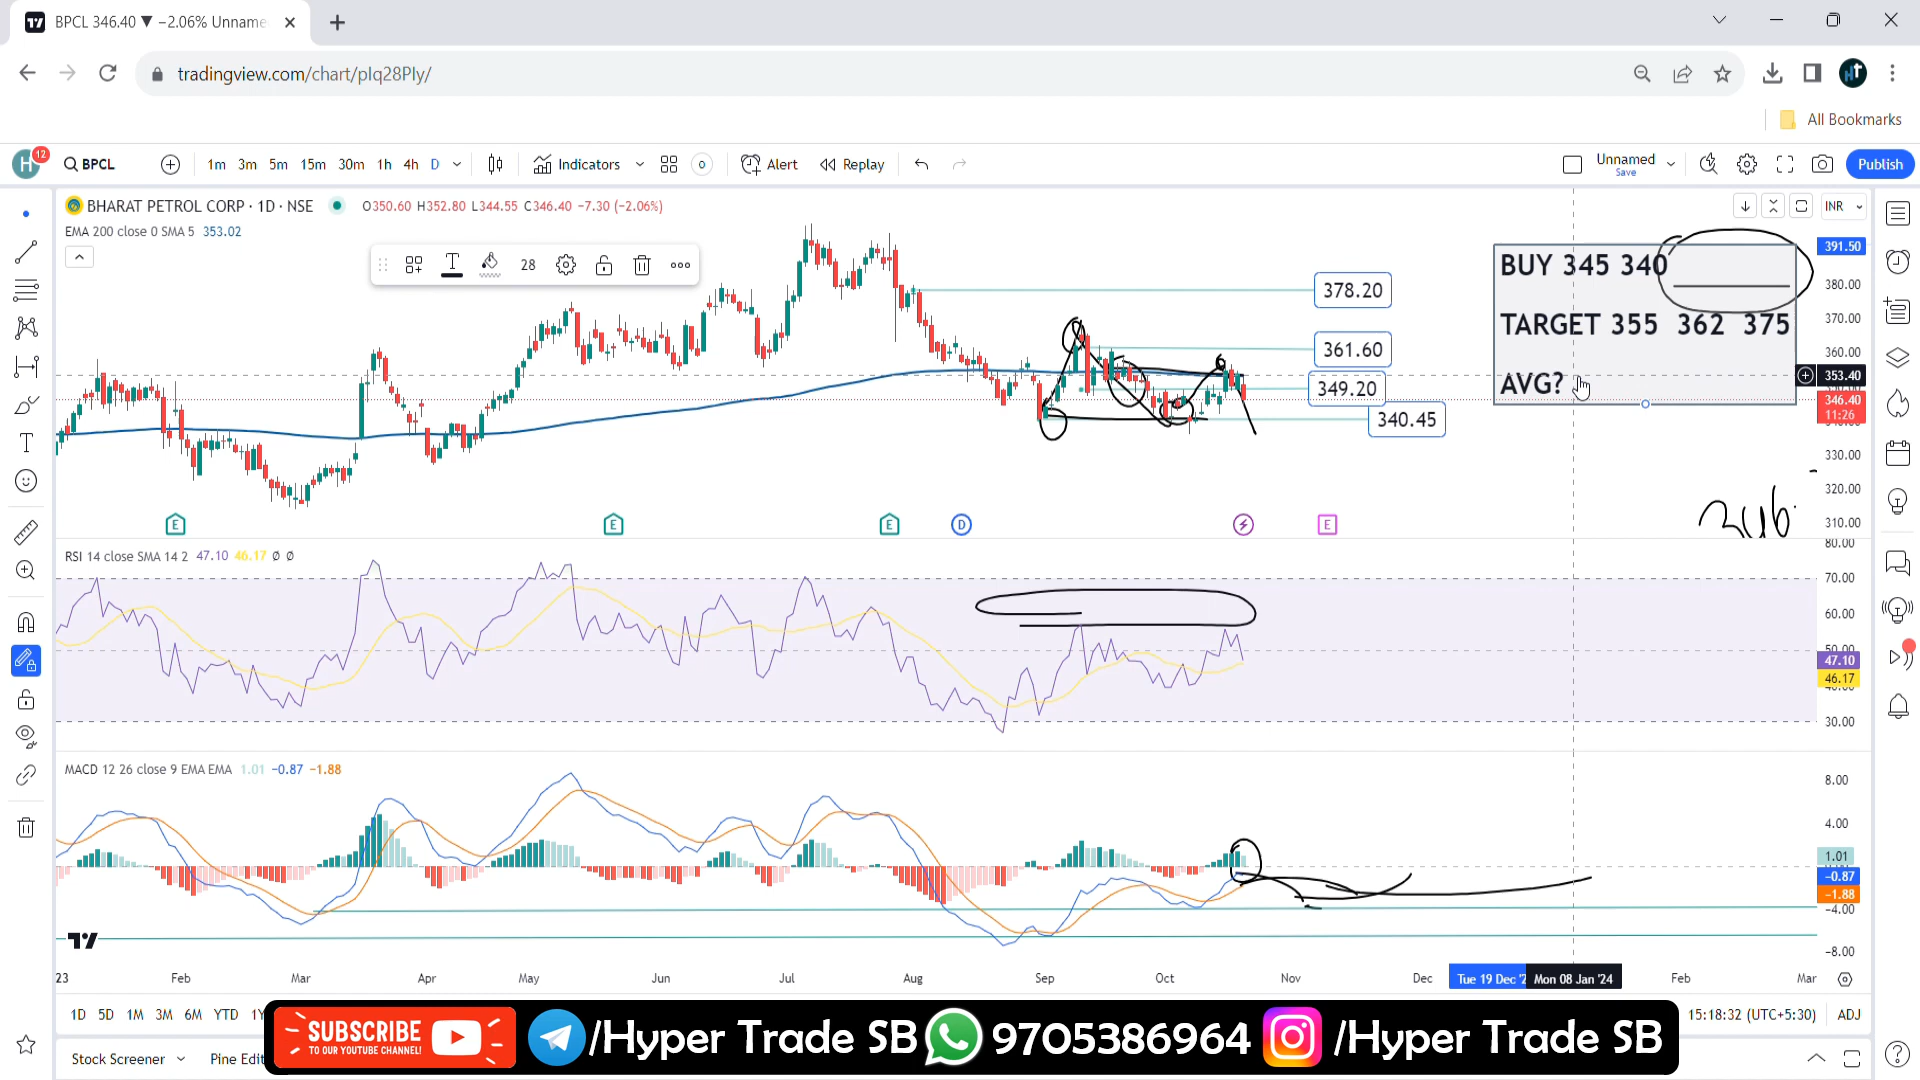 BPCL 346.40 ▼ −2.06% Unname
tradingview.com/chart/pIq28PIy/
All Bookmarks
12
BPCL
1m 3m 5m 15m 30m 1h 4h D
Indicators
Alert
Replay
Unnamed
Save
Publish
BHARAT PETROL CORP · 1D · NSE
O350.60 H352.80 L344.55 C346.40 −7.30 (−2.06%)
EMA 200 close 0 SMA 5 353.02
28
INR
BUY 345 340
TARGET 355 362 375
AVG?
378.20
361.60
349.20
340.45
391.50
380.00
370.00
360.00
353.40
346.40
11:26
330.00
320.00
310.00
346
E
E
E
D
E
RSI 14 close SMA 14 2 47.10 46.17 Ø Ø
80.00
70.00
60.00
50.00
47.10
46.17
30.00
MACD 12 26 close 9 EMA EMA 1.01 −0.87 −1.88
8.00
4.00
1.01
−0.87
−1.88
−4.00
−8.00
23 Feb Mar Apr May Jun Jul Aug Sep Oct Nov Dec Tue 19 Dec '2 Mon 08 Jan '24 Feb Mar
1D 5D 1M 3M 6M YTD 1Y
15:18:32 (UTC+5:30) ADJ
SUBSCRIBE
TO OUR YOUTUBE CHANNEL!
/Hyper Trade SB 9705386964 /Hyper Trade SB
Stock Screener Pine Edit